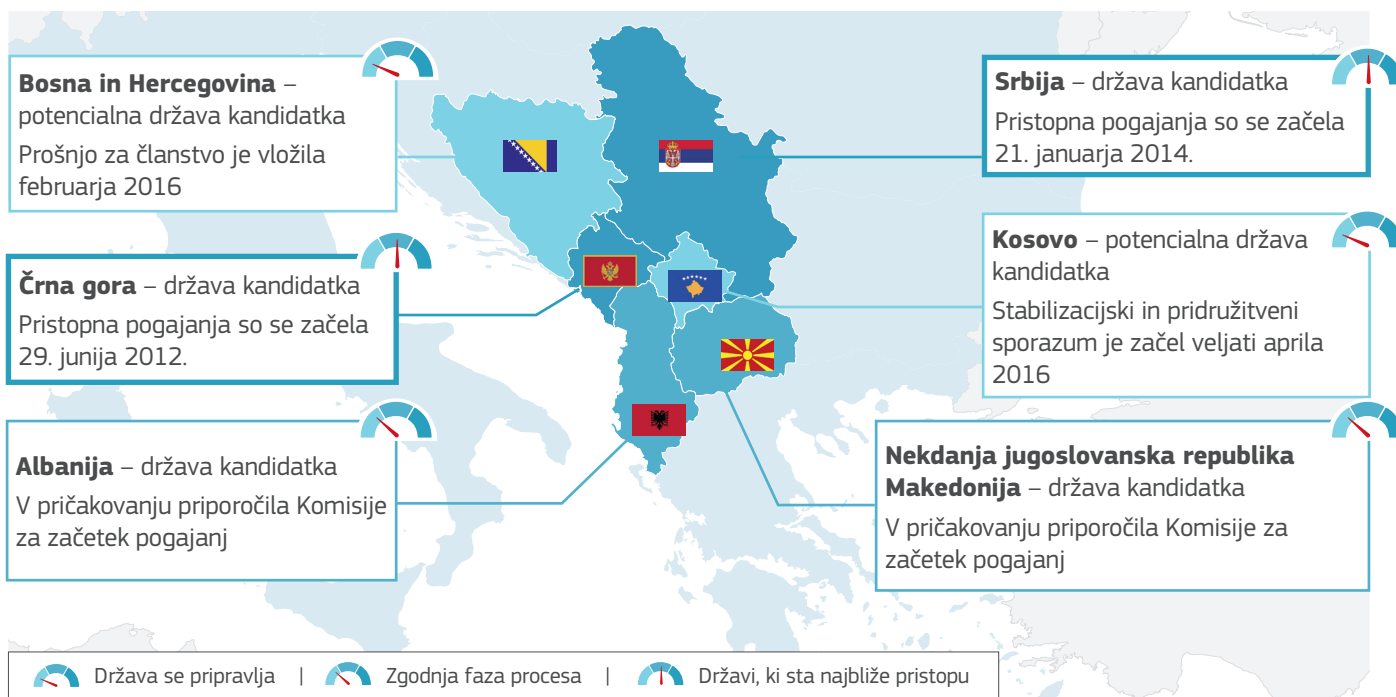 Bosna in Hercegovina –
potencialna država kandidatka
Prošnjo za članstvo je vložila
februarja 2016
Srbija – država kandidatka
Pristopna pogajanja so se začela
21. januarja 2014.
Črna gora – država kandidatka
Pristopna pogajanja so se začela
29. junija 2012.
Kosovo – potencialna država
kandidatka
Stabilizacijski in pridružitveni
sporazum je začel veljati aprila
2016
Albanija – država kandidatka
V pričakovanju priporočila Komisije
za začetek pogajanj
Nekdanja jugoslovanska republika
Makedonija – država kandidatka
V pričakovanju priporočila Komisije za
začetek pogajanj
Država se pripravlja | Zgodnja faza procesa | Državi, ki sta najbliže pristopu